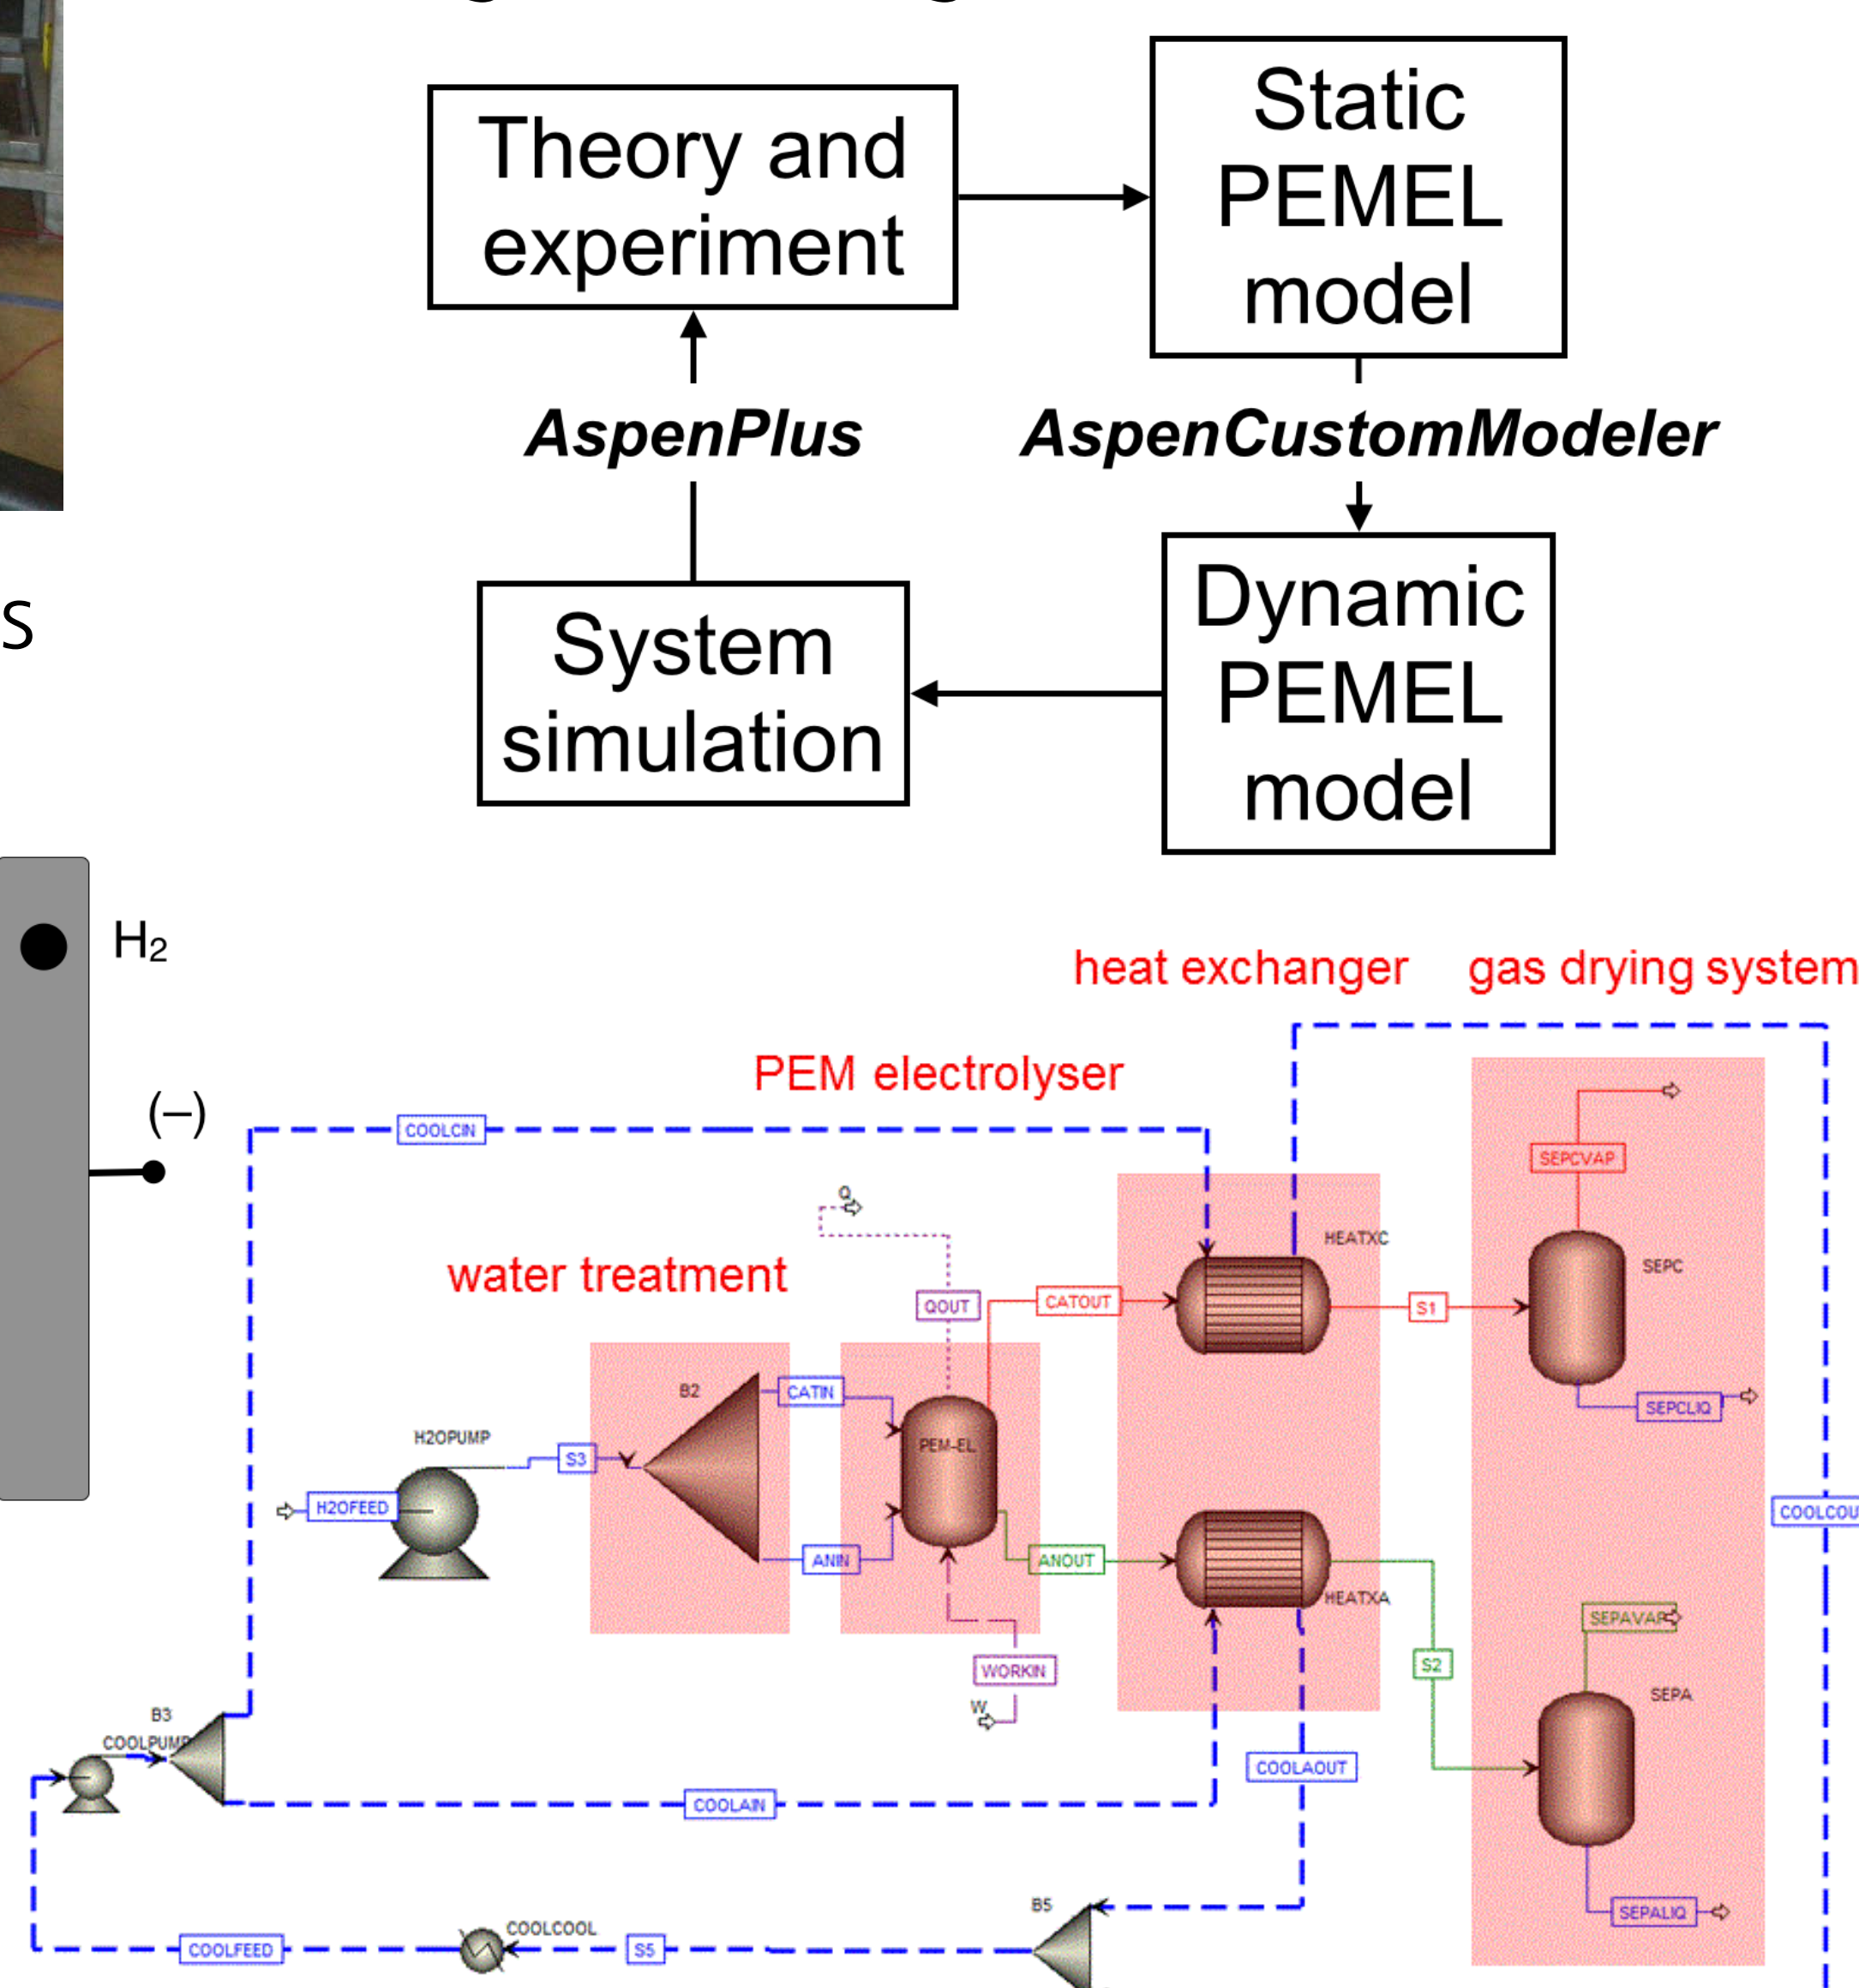 Theory and
experiment
Static
PEMEL
model
AspenPlus
AspenCustomModeler
System
simulation
Dynamic
PEMEL
model
s
H₂
(–)
heat exchanger
gas drying system
PEM electrolyser
water treatment
COOLCIN
SEPCVAP
Q
HEATXC
SEPC
QOUT
CATOUT
S1
B2
CATIN
SEPCLIQ
H2OPUMP
PEM-EL
S3
H2OFEED
COOLCOU
ANIN
ANOUT
HEATXA
SEPAVAP
WORKIN
S2
W
SEPA
B3
COOLPUMP
COOLAOUT
COOLAIN
B5
SEPALIQ
COOLCOOL
COOLFEED
S5